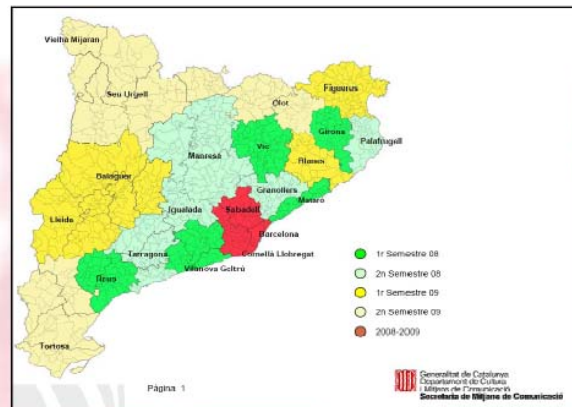 Vielha Mijaran
Seu Urgell
Olot
Figueres
Girona
Palafrugell
Vic
Manresa
Blanes
Balaguer
Granollers
Mataró
Igualada
Sabadell
Lleida
Barcelona
Cornellà Llobregat
Tarragona
Vilanova Geltrú
Reus
Tortosa
1r Semestre 08
2n Semestre 08
1r Semestre 09
2n Semestre 09
2008-2009
Pàgina 1
Generalitat de Catalunya
Departament de Cultura
i Mitjans de Comunicació
Secretaria de Mitjans de Comunicació